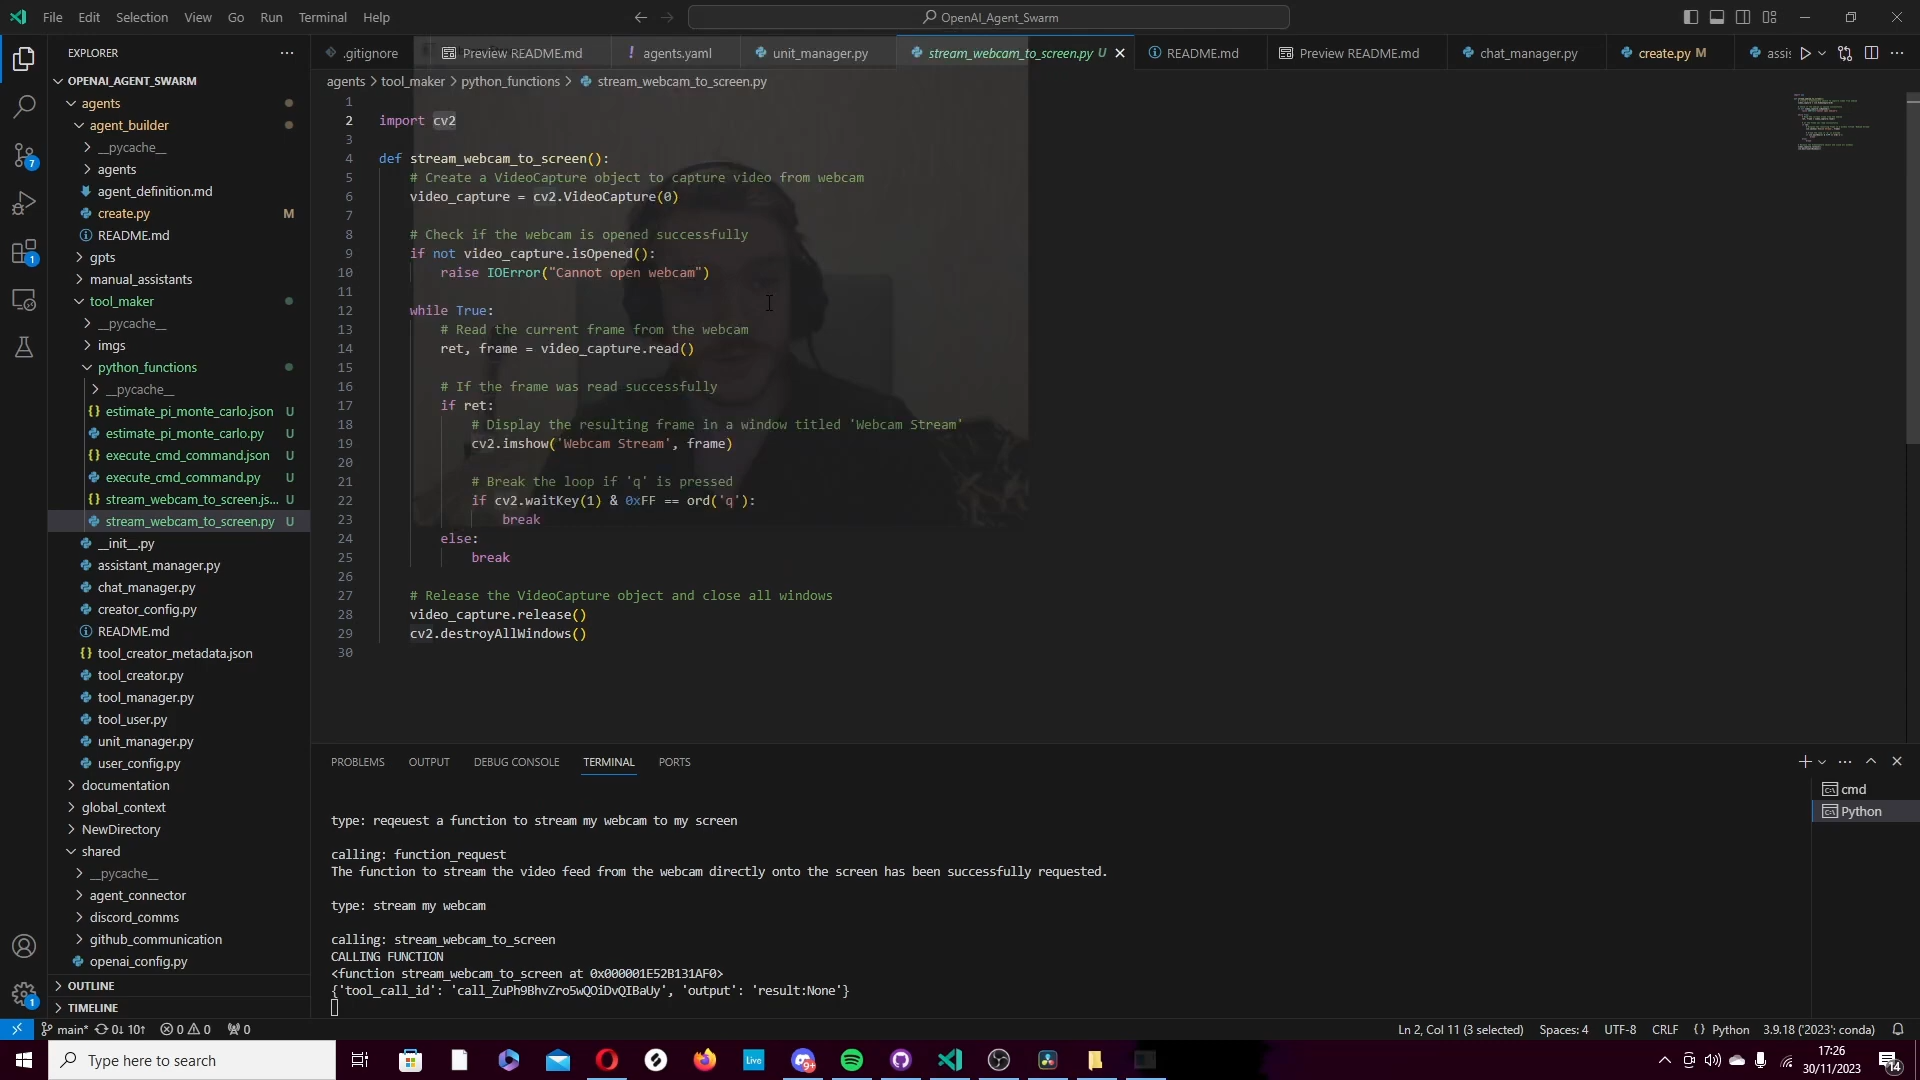 File Edit Selection View Go Run Terminal Help
OpenAI_Agent_Swarm
EXPLORER
.gitignore Preview README.md agents.yaml unit_manager.py stream_webcam_to_screen.py U README.md Preview README.md chat_manager.py create.py M assis
agents > tool_maker > python_functions > stream_webcam_to_screen.py
OPENAI_AGENT_SWARM
agents
agent_builder
__pycache__
agents
agent_definition.md
create.py M
README.md
gpts
manual_assistants
tool_maker
__pycache__
imgs
python_functions
__pycache__
estimate_pi_monte_carlo.json U
estimate_pi_monte_carlo.py U
execute_cmd_command.json U
execute_cmd_command.py U
stream_webcam_to_screen.js... U
stream_webcam_to_screen.py U
__init__.py
assistant_manager.py
chat_manager.py
creator_config.py
README.md
tool_creator_metadata.json
tool_creator.py
tool_manager.py
tool_user.py
unit_manager.py
user_config.py
documentation
global_context
NewDirectory
shared
__pycache__
agent_connector
discord_comms
github_communication
openai_config.py
OUTLINE
TIMELINE
7
1
1
1
2 import cv2
3
4 def stream_webcam_to_screen():
5 # Create a VideoCapture object to capture video from webcam
6 video_capture = cv2.VideoCapture(0)
7
8 # Check if the webcam is opened successfully
9 if not video_capture.isOpened():
10 raise IOError("Cannot open webcam")
11
12 while True:
13 # Read the current frame from the webcam
14 ret, frame = video_capture.read()
15
16 # If the frame was read successfully
17 if ret:
18 # Display the resulting frame in a window titled 'Webcam Stream'
19 cv2.imshow('Webcam Stream', frame)
20
21 # Break the loop if 'q' is pressed
22 if cv2.waitKey(1) & 0xFF == ord('q'):
23 break
24 else:
25 break
26
27 # Release the VideoCapture object and close all windows
28 video_capture.release()
29 cv2.destroyAllWindows()
30
PROBLEMS OUTPUT DEBUG CONSOLE TERMINAL PORTS
cmd
Python
type: reqeuest a function to stream my webcam to my screen
calling: function_request
The function to stream the video feed from the webcam directly onto the screen has been successfully requested.
type: stream my webcam
calling: stream_webcam_to_screen
CALLING FUNCTION
<function stream_webcam_to_screen at 0x000001E52B131AF0>
{'tool_call_id': 'call_ZuPh9BhvZro5wQOiDvQIBaUy', 'output': 'result:None'}
main* 0↓ 10↑ 0 0 0 Ln 2, Col 11 (3 selected) Spaces: 4 UTF-8 CRLF {} Python 3.9.18 ('2023': conda)
Type here to search
Live
9+
17:26
30/11/2023
14